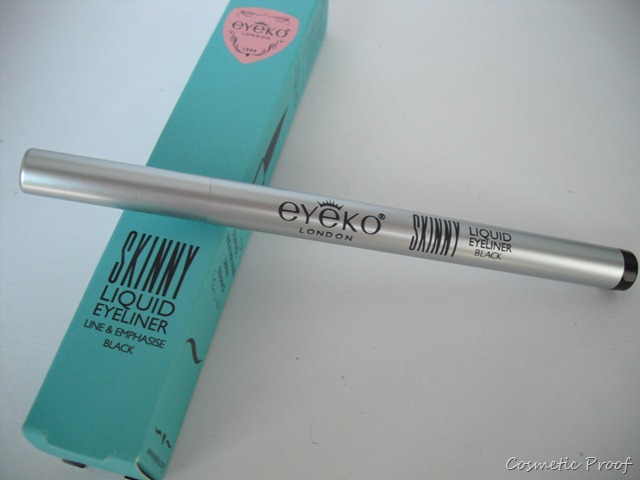 eyeko
LONDON
SKINNY
LIQUID
EYELINER
LINE & EMPHASISE
BLACK
eyeko®
LONDON
SKINNY
LIQUID
EYELINER
BLACK
Cosmetic Proof